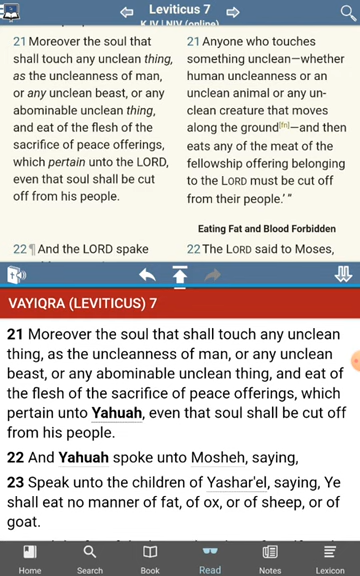 Leviticus 7
KJV | NIV (online)
21 Moreover the soul that
shall touch any unclean thing,
as the uncleanness of man,
or any unclean beast, or any
abominable unclean thing,
and eat of the flesh of the
sacrifice of peace offerings,
which pertain unto the LORD,
even that soul shall be cut
off from his people.
22 ¶ And the LORD spake
21 Anyone who touches
something unclean—whether
human uncleanness or an
unclean animal or any un-
clean creature that moves
along the ground[fn]—and then
eats any of the meat of the
fellowship offering belonging
to the LORD must be cut off
from their people.’ ”
Eating Fat and Blood Forbidden
22 The LORD said to Moses,
VAYIQRA (LEVITICUS) 7
21 Moreover the soul that shall touch any unclean
thing, as the uncleanness of man, or any unclean
beast, or any abominable unclean thing, and eat of
the flesh of the sacrifice of peace offerings, which
pertain unto Yahuah, even that soul shall be cut off
from his people.
22 And Yahuah spoke unto Mosheh, saying,
23 Speak unto the children of Yashar'el, saying, Ye
shall eat no manner of fat, of ox, or of sheep, or of
goat.
Home
Search
Book
Read
Notes
Lexicon